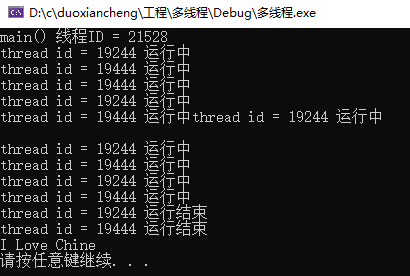 D:\c\duoxiancheng\工程\多线程\Debug\多线程.exe
main() 线程ID = 21528
thread id = 19244 运行中
thread id = 19444 运行中
thread id = 19244 运行中
thread id = 19444 运行中
thread id = 19444 运行中thread id = 19244 运行中
thread id = 19244 运行中
thread id = 19444 运行中
thread id = 19244 运行中
thread id = 19444 运行中
thread id = 19244 运行结束
thread id = 19444 运行结束
I Love Chine
请按任意键继续. . .